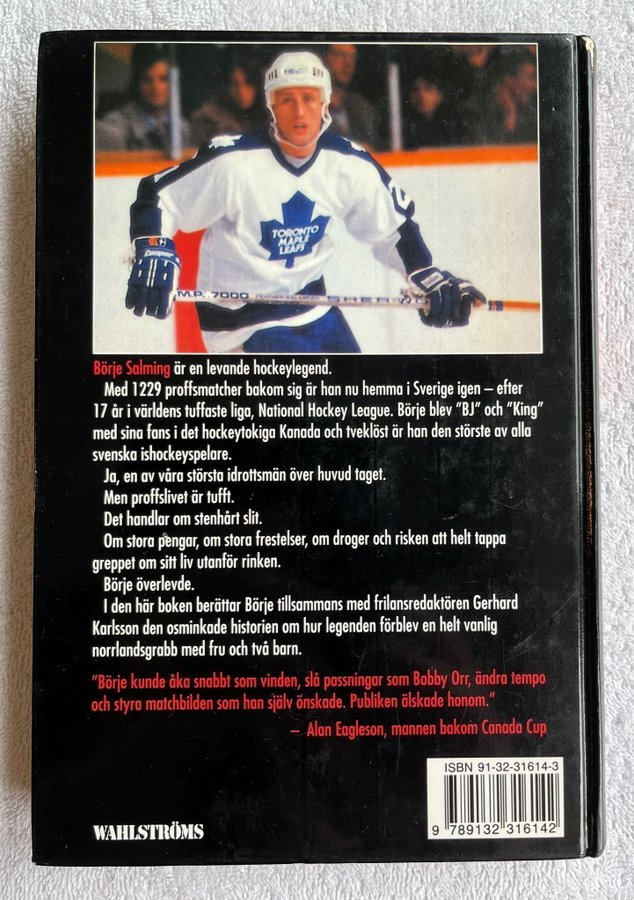 TORONTO
MAPLE
LEAFS
Cooper
M.P. 7000 FEATHER-BALANCED SHERW
Börje Salming är en levande hockeylegend.
Med 1229 proffsmatcher bakom sig är han nu hemma i Sverige igen – efter
17 år i världens tuffaste liga, National Hockey League. Börje blev "BJ" och "King"
med sina fans i det hockeytokiga Kanada och tveklöst är han den störste av alla
svenska ishockeyspelare.
Ja, en av våra största idrottsmän över huvud taget.
Men proffslivet är tufft.
Det handlar om stenhårt slit.
Om stora pengar, om stora frestelser, om droger och risken att helt tappa
greppet om sitt liv utanför rinken.
Börje överlevde.
I den här boken berättar Börje tillsammans med frilansredaktören Gerhard
Karlsson den osminkade historien om hur legenden förblev en helt vanlig
norrlandsgrabb med fru och två barn.
"Börje kunde åka snabbt som vinden, slå passningar som Bobby Orr, ändra tempo
och styra matchbilden som han själv önskade. Publiken älskade honom."
– Alan Eagleson, mannen bakom Canada Cup
ISBN 91-32-31614-3
9 789132 316142
WAHLSTRÖMS